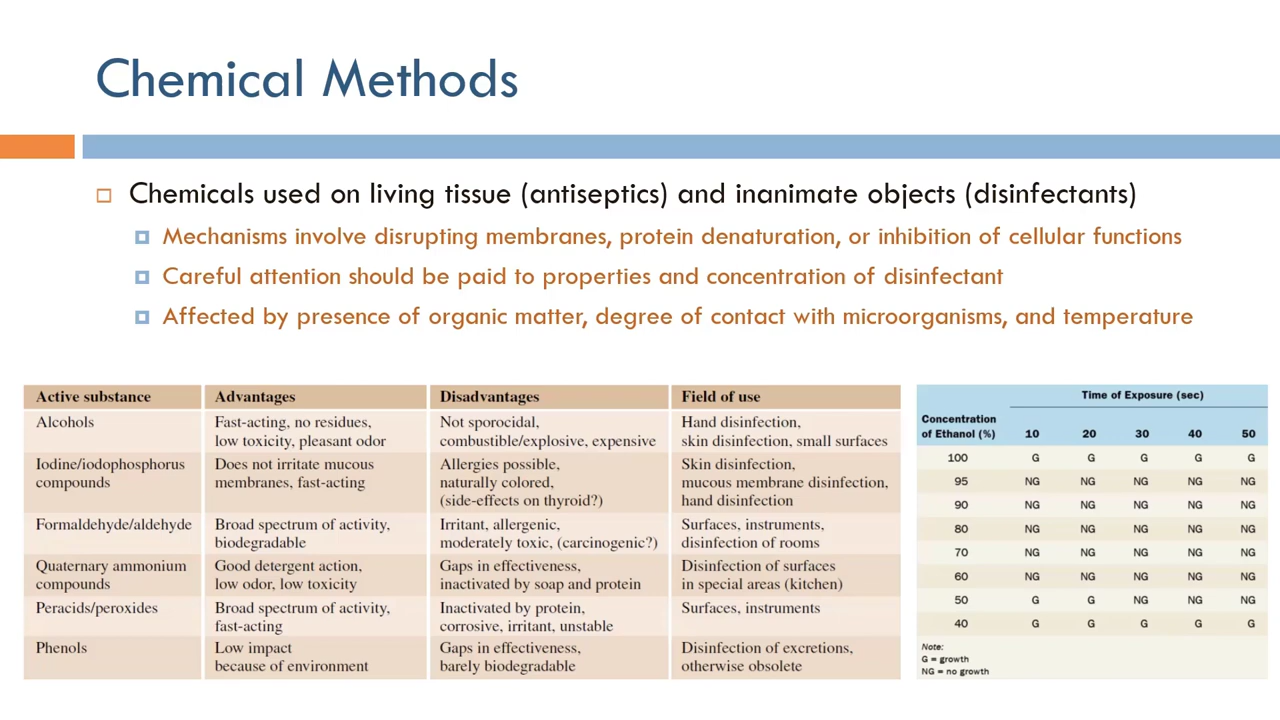 Chemical Methods
Chemicals used on living tissue (antiseptics) and inanimate objects (disinfectants)
Mechanisms involve disrupting membranes, protein denaturation, or inhibition of cellular functions
Careful attention should be paid to properties and concentration of disinfectant
Affected by presence of organic matter, degree of contact with microorganisms, and temperature
Active substance Advantages Disadvantages Field of use
Alcohols Fast-acting, no residues, Not sporocidal, Hand disinfection,
low toxicity, pleasant odor combustible/explosive, expensive skin disinfection, small surfaces
Iodine/iodophosphorus Does not irritate mucous Allergies possible, Skin disinfection,
compounds membranes, fast-acting naturally colored, mucous membrane disinfection,
(side-effects on thyroid?) hand disinfection
Formaldehyde/aldehyde Broad spectrum of activity, Irritant, allergenic, Surfaces, instruments,
biodegradable moderately toxic, (carcinogenic?) disinfection of rooms
Quaternary ammonium Good detergent action, Gaps in effectiveness, Disinfection of surfaces
compounds low odor, low toxicity inactivated by soap and protein in special areas (kitchen)
Peracids/peroxides Broad spectrum of activity, Inactivated by protein, Surfaces, instruments
fast-acting corrosive, irritant, unstable
Phenols Low impact Gaps in effectiveness, Disinfection of excretions,
because of environment barely biodegradable otherwise obsolete
Time of Exposure (sec)
Concentration
of Ethanol (%) 10 20 30 40 50
100 G G G G G
95 NG NG NG NG NG
90 NG NG NG NG NG
80 NG NG NG NG NG
70 NG NG NG NG NG
60 NG NG NG NG NG
50 G G NG NG NG
40 G G G G G
Note:
G = growth
NG = no growth